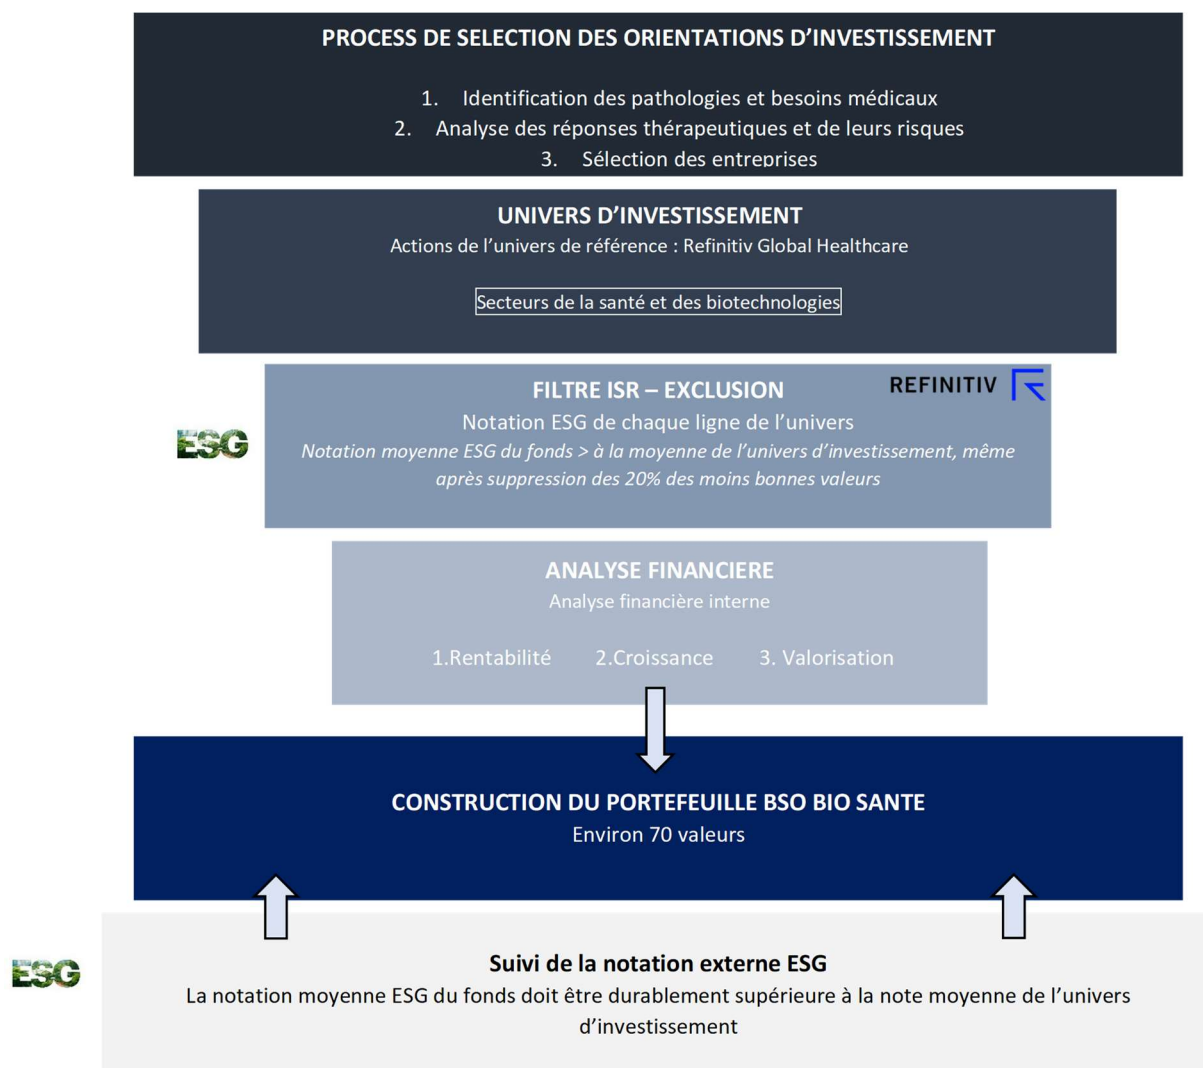 PROCESS DE SELECTION DES ORIENTATIONS D’INVESTISSEMENT
1. Identification des pathologies et besoins médicaux
2. Analyse des réponses thérapeutiques et de leurs risques
3. Sélection des entreprises
UNIVERS D’INVESTISSEMENT
Actions de l’univers de référence : Refinitiv Global Healthcare
Secteurs de la santé et des biotechnologies
REFINITIV
FILTRE ISR – EXCLUSION
Notation ESG de chaque ligne de l’univers
ESG
Notation moyenne ESG du fonds > à la moyenne de l’univers d’investissement, même
après suppression des 20% des moins bonnes valeurs
ANALYSE FINANCIERE
Analyse financière interne
1.Rentabilité 2.Croissance 3. Valorisation
CONSTRUCTION DU PORTEFEUILLE BSO BIO SANTE
Environ 70 valeurs
Suivi de la notation externe ESG
ESG
La notation moyenne ESG du fonds doit être durablement supérieure à la note moyenne de l’univers
d’investissement